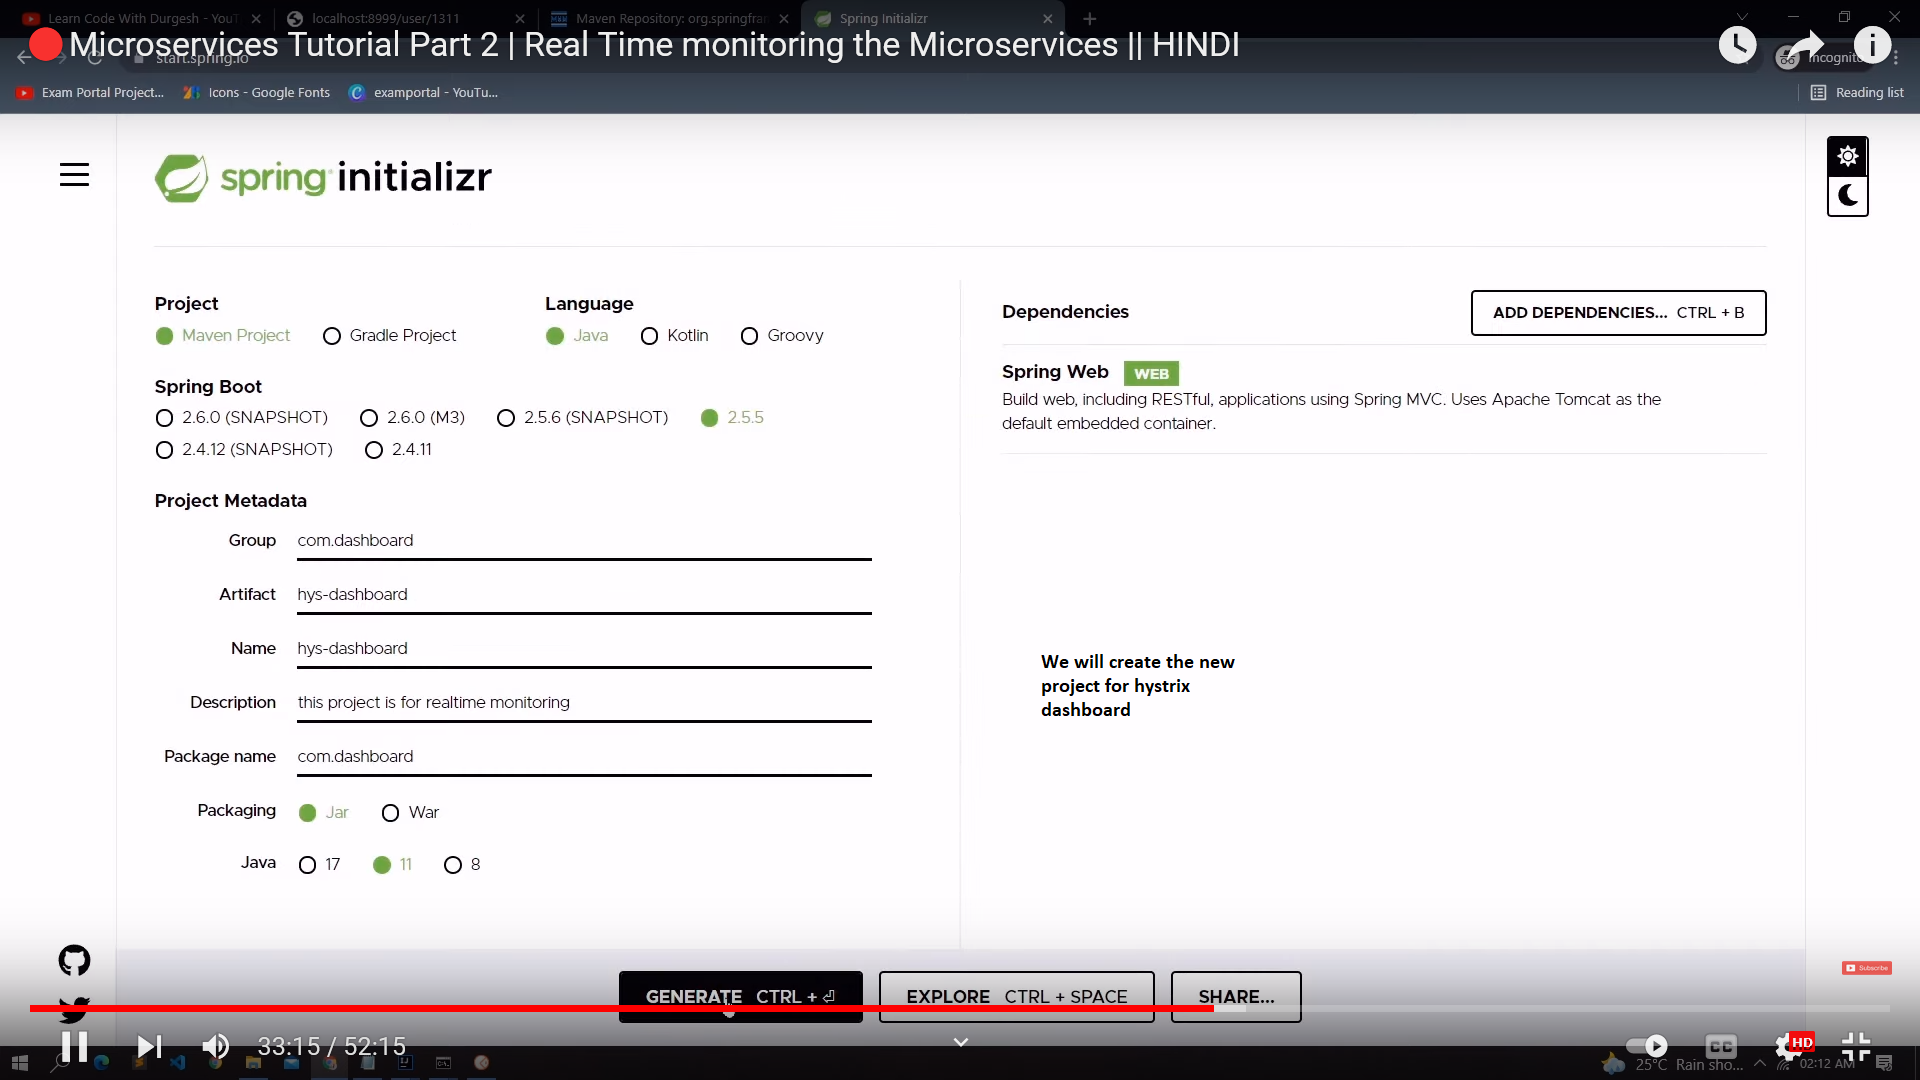 Learn Code With Durgesh - YouT
localhost:8999/user/1311
Maven Repository: org.springfra
Spring Initializr
Microservices Tutorial Part 2 | Real Time monitoring the Microservices || HINDI
start.spring.io
Incognito
Exam Portal Project...
Icons - Google Fonts
examportal - YouTu...
Reading list
spring initializr
Project
Maven Project
Gradle Project
Language
Java
Kotlin
Groovy
Spring Boot
2.6.0 (SNAPSHOT)
2.6.0 (M3)
2.5.6 (SNAPSHOT)
2.5.5
2.4.12 (SNAPSHOT)
2.4.11
Project Metadata
Group com.dashboard
Artifact hys-dashboard
Name hys-dashboard
Description this project is for realtime monitoring
Package name com.dashboard
Packaging Jar War
Java 17 11 8
Dependencies
ADD DEPENDENCIES... CTRL + B
Spring Web WEB
Build web, including RESTful, applications using Spring MVC. Uses Apache Tomcat as the
default embedded container.
We will create the new
project for hystrix
dashboard
Subscribe
GENERATE CTRL + ⏎
EXPLORE CTRL + SPACE
SHARE...
33:15 / 52:15
CC
HD
25°C Rain sho...
02:12 AM